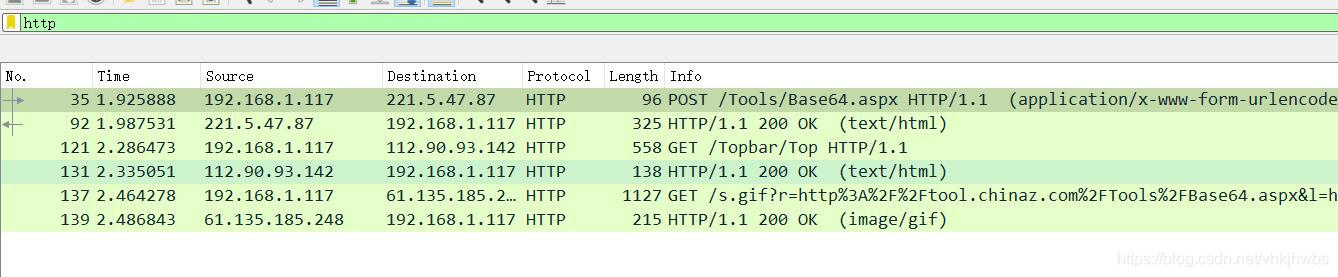 http
No. Time Source Destination Protocol Length Info
35 1.925888 192.168.1.117 221.5.47.87 HTTP 96 POST /Tools/Base64.aspx HTTP/1.1 (application/x-www-form-urlencode
92 1.987531 221.5.47.87 192.168.1.117 HTTP 325 HTTP/1.1 200 OK (text/html)
121 2.286473 192.168.1.117 112.90.93.142 HTTP 558 GET /Topbar/Top HTTP/1.1
131 2.335051 112.90.93.142 192.168.1.117 HTTP 138 HTTP/1.1 200 OK (text/html)
137 2.464278 192.168.1.117 61.135.185.2… HTTP 1127 GET /s.gif?r=http%3A%2F%2Ftool.chinaz.com%2FTools%2FBase64.aspx&l=h
139 2.486843 61.135.185.248 192.168.1.117 HTTP 215 HTTP/1.1 200 OK (image/gif)
https://blog.csdn.net/vhkjhwbs